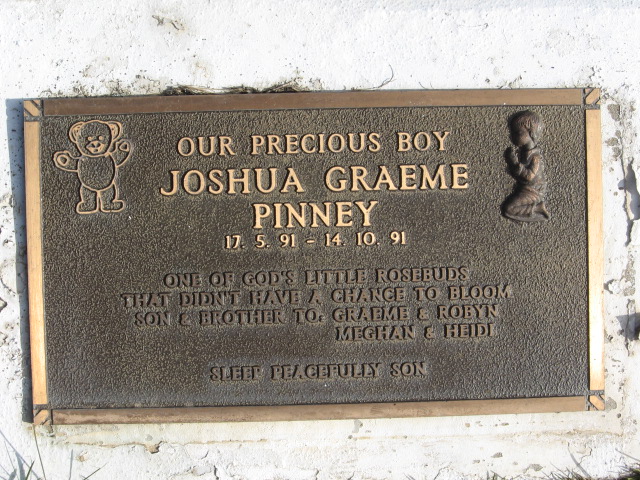 OUR PRECIOUS BOY
JOSHUA GRAEME
PINNEY
17. 5. 91 - 14. 10. 91
ONE OF GOD'S LITTLE ROSEBUDS
THAT DIDN'T HAVE A CHANCE TO BLOOM
SON & BROTHER TO: GRAEME & ROBYN
MEGHAN & HEIDI
SLEEP PEACEFULLY SON